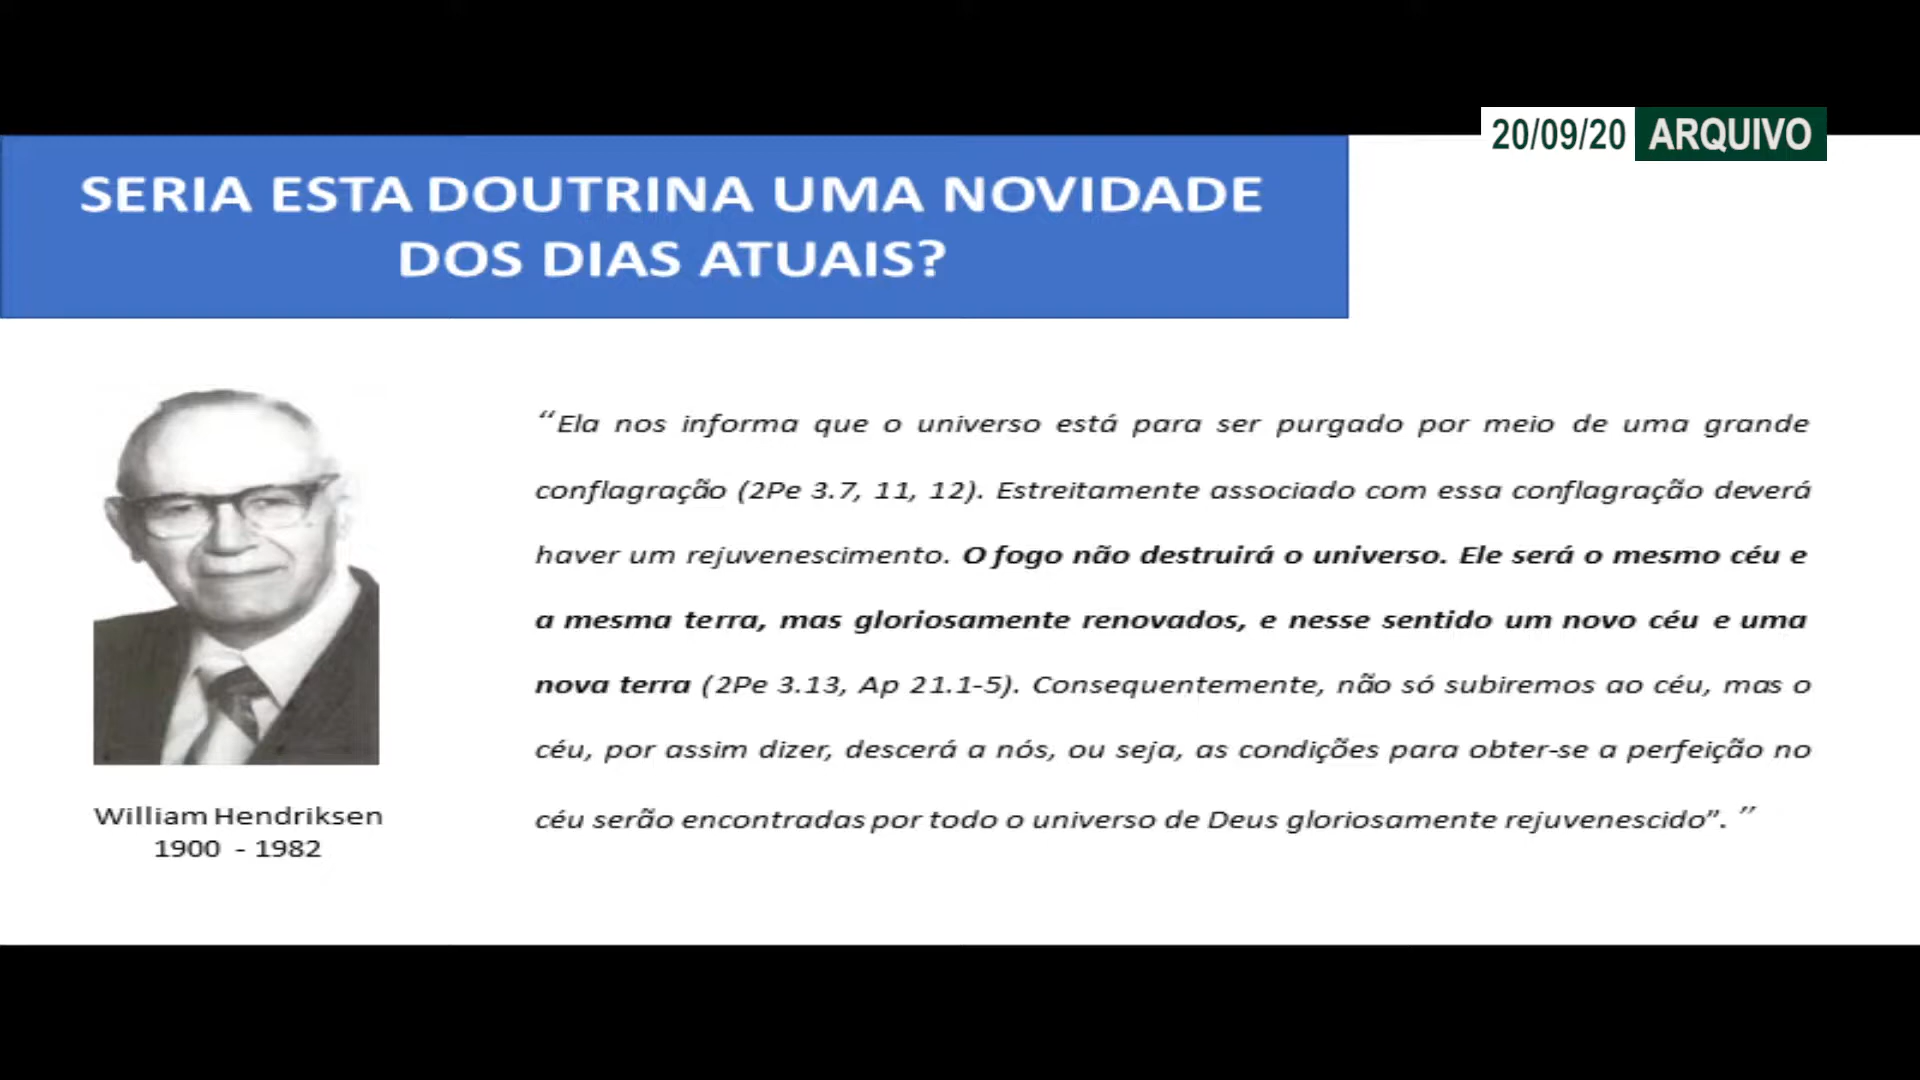 20/09/20 ARQUIVO
SERIA ESTA DOUTRINA UMA NOVIDADE
DOS DIAS ATUAIS?
“Ela nos informa que o universo está para ser purgado por meio de uma grande
conflagração (2Pe 3.7, 11, 12). Estreitamente associado com essa conflagração deverá
haver um rejuvenescimento. O fogo não destruirá o universo. Ele será o mesmo céu e
a mesma terra, mas gloriosamente renovados, e nesse sentido um novo céu e uma
nova terra (2Pe 3.13, Ap 21.1-5). Consequentemente, não só subiremos ao céu, mas o
céu, por assim dizer, descerá a nós, ou seja, as condições para obter-se a perfeição no
céu serão encontradas por todo o universo de Deus gloriosamente rejuvenescido”. ”
William Hendriksen
1900 - 1982